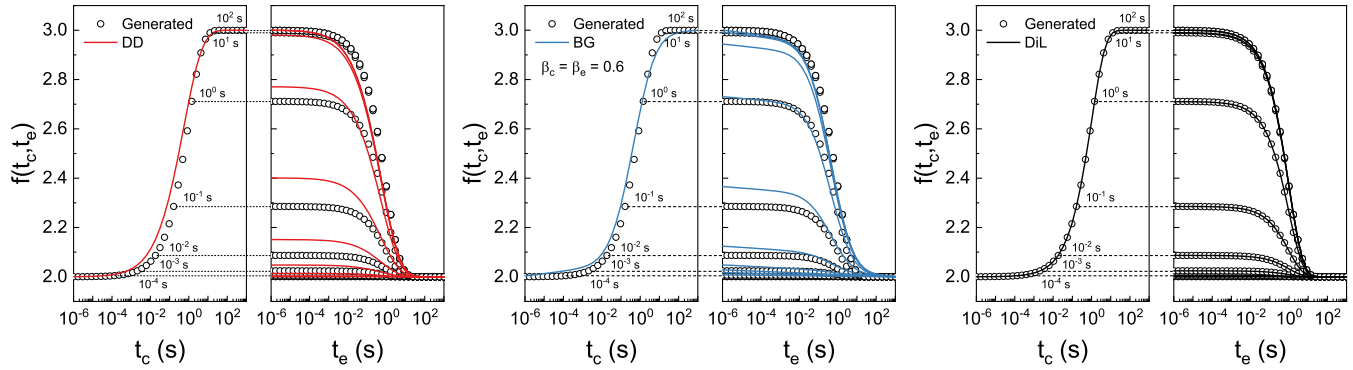 f(t_c,t_e)
3.0
2.8
2.6
2.4
2.2
2.0
Generated
DD
10² s
10¹ s
10⁰ s
10⁻¹ s
10⁻² s
10⁻³ s
10⁻⁴ s
10⁻⁶ 10⁻⁴ 10⁻² 10⁰ 10² 10⁻⁶ 10⁻⁴ 10⁻² 10⁰ 10²
t_c (s) t_e (s)
f(t_c,t_e)
3.0
2.8
2.6
2.4
2.2
2.0
Generated
BG
β_c = β_e = 0.6
10² s
10¹ s
10⁰ s
10⁻¹ s
10⁻² s
10⁻³ s
10⁻⁴ s
10⁻⁶ 10⁻⁴ 10⁻² 10⁰ 10² 10⁻⁶ 10⁻⁴ 10⁻² 10⁰ 10²
t_c (s) t_e (s)
f(t_c,t_e)
3.0
2.8
2.6
2.4
2.2
2.0
Generated
DiL
10² s
10¹ s
10⁰ s
10⁻¹ s
10⁻² s
10⁻³ s
10⁻⁴ s
10⁻⁶ 10⁻⁴ 10⁻² 10⁰ 10² 10⁻⁶ 10⁻⁴ 10⁻² 10⁰ 10²
t_c (s) t_e (s)